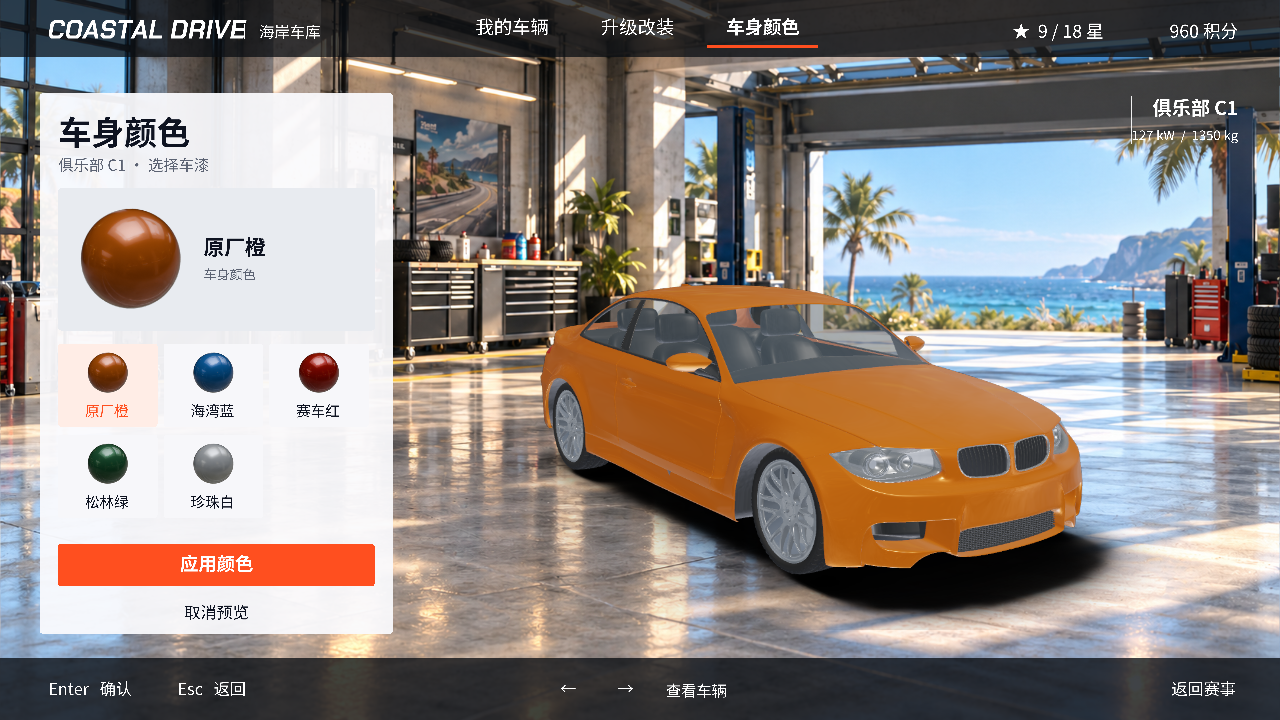 COASTAL DRIVE 海岸车库
我的车辆 升级改装 车身颜色
★ 9 / 18 星 960 积分
俱乐部 C1
127 kW / 1350 kg
车身颜色
俱乐部 C1 · 选择车漆
原厂橙
车身颜色
原厂橙 海湾蓝 赛车红
松林绿 珍珠白
应用颜色
取消预览
Enter 确认 Esc 返回 ← → 查看车辆 返回赛事